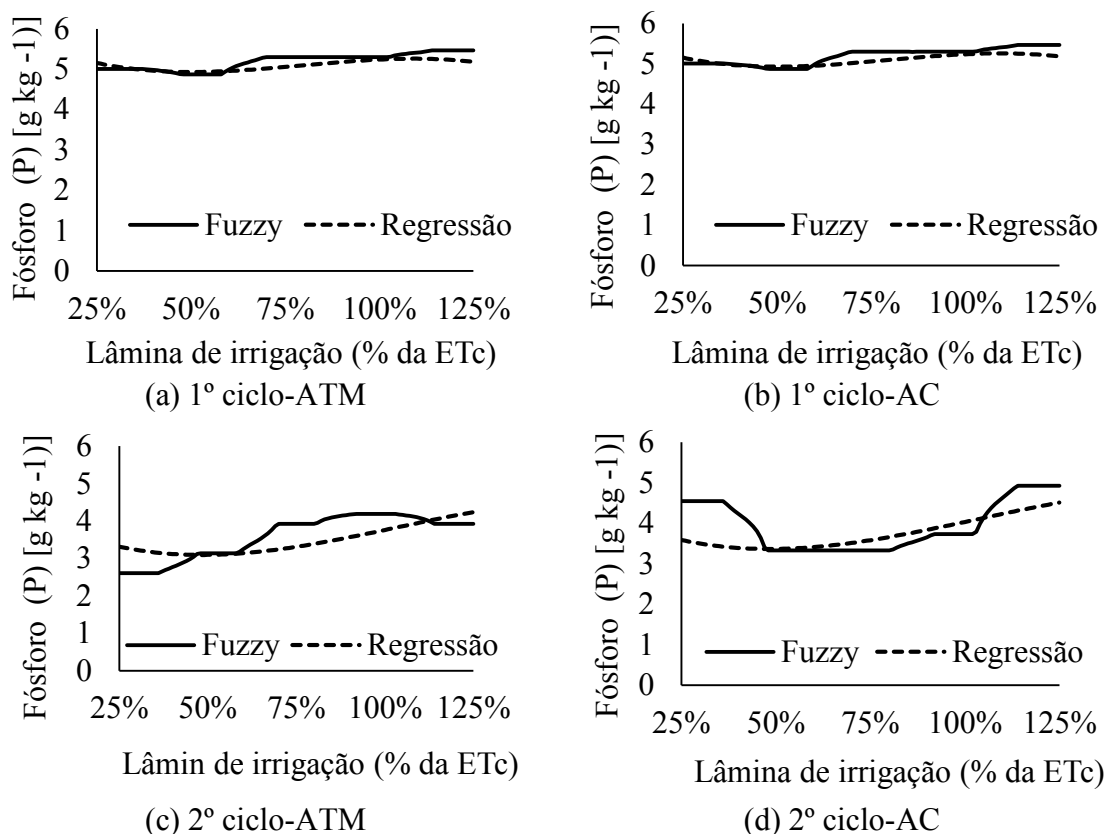 Fósforo (P) [g kg -1)]
6
5
4
3
2
1
0
Fuzzy
Regressão
25% 50% 75% 100% 125%
Lâmina de irrigação (% da ETc)
(a) 1º ciclo-ATM
Fósforo (P) [g kg -1)]
6
5
4
3
2
1
0
Fuzzy
Regressão
25% 50% 75% 100% 125%
Lâmina de irrigação (% da ETc)
(b) 1º ciclo-AC
Fósforo (P) [g kg -1)]
6
5
4
3
2
1
0
Fuzzy
Regressão
25% 50% 75% 100% 125%
Lâmin de irrigação (% da ETc)
(c) 2º ciclo-ATM
Fósforo (P) [g kg -1)]
6
5
4
3
2
1
0
Fuzzy
Regressão
25% 50% 75% 100% 125%
Lâmina de irrigação (% da ETc)
(d) 2º ciclo-AC